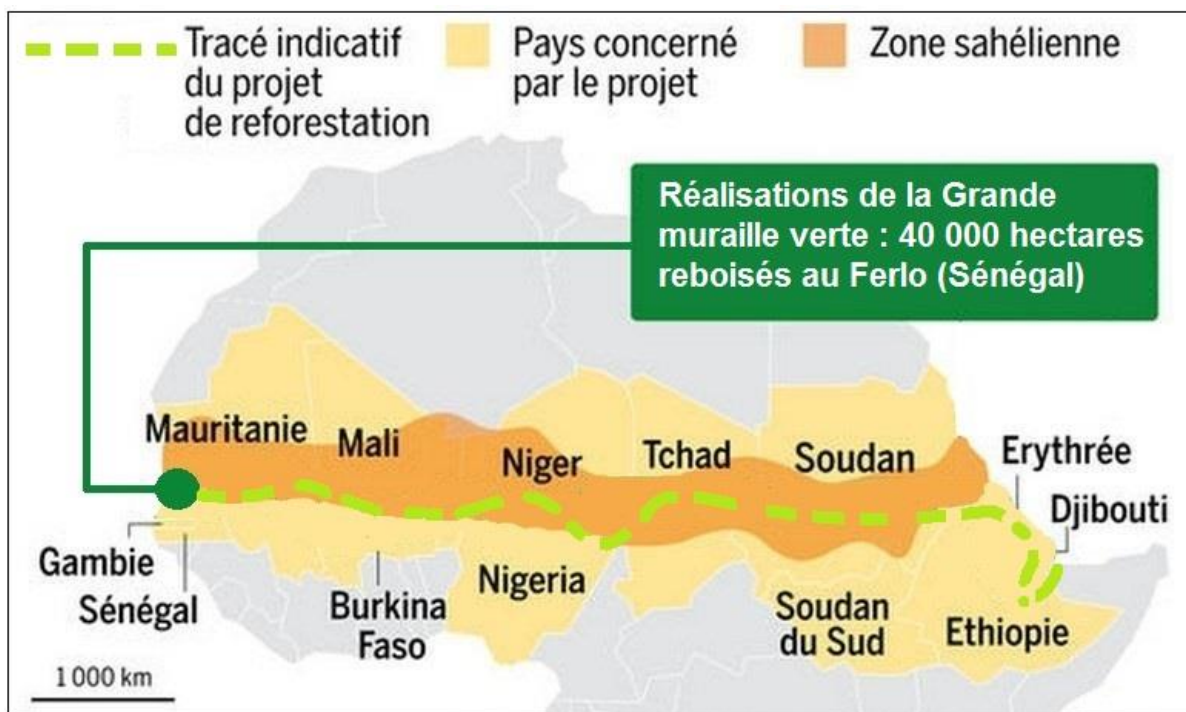 Tracé indicatif
du projet
de reforestation
Pays concerné
par le projet
Zone sahélienne
Réalisations de la Grande
muraille verte : 40 000 hectares
reboisés au Ferlo (Sénégal)
Mauritanie
Mali
Niger
Tchad
Soudan
Erythrée
Djibouti
Gambie
Sénégal
Burkina
Faso
Nigeria
Soudan
du Sud
Ethiopie
1 000 km